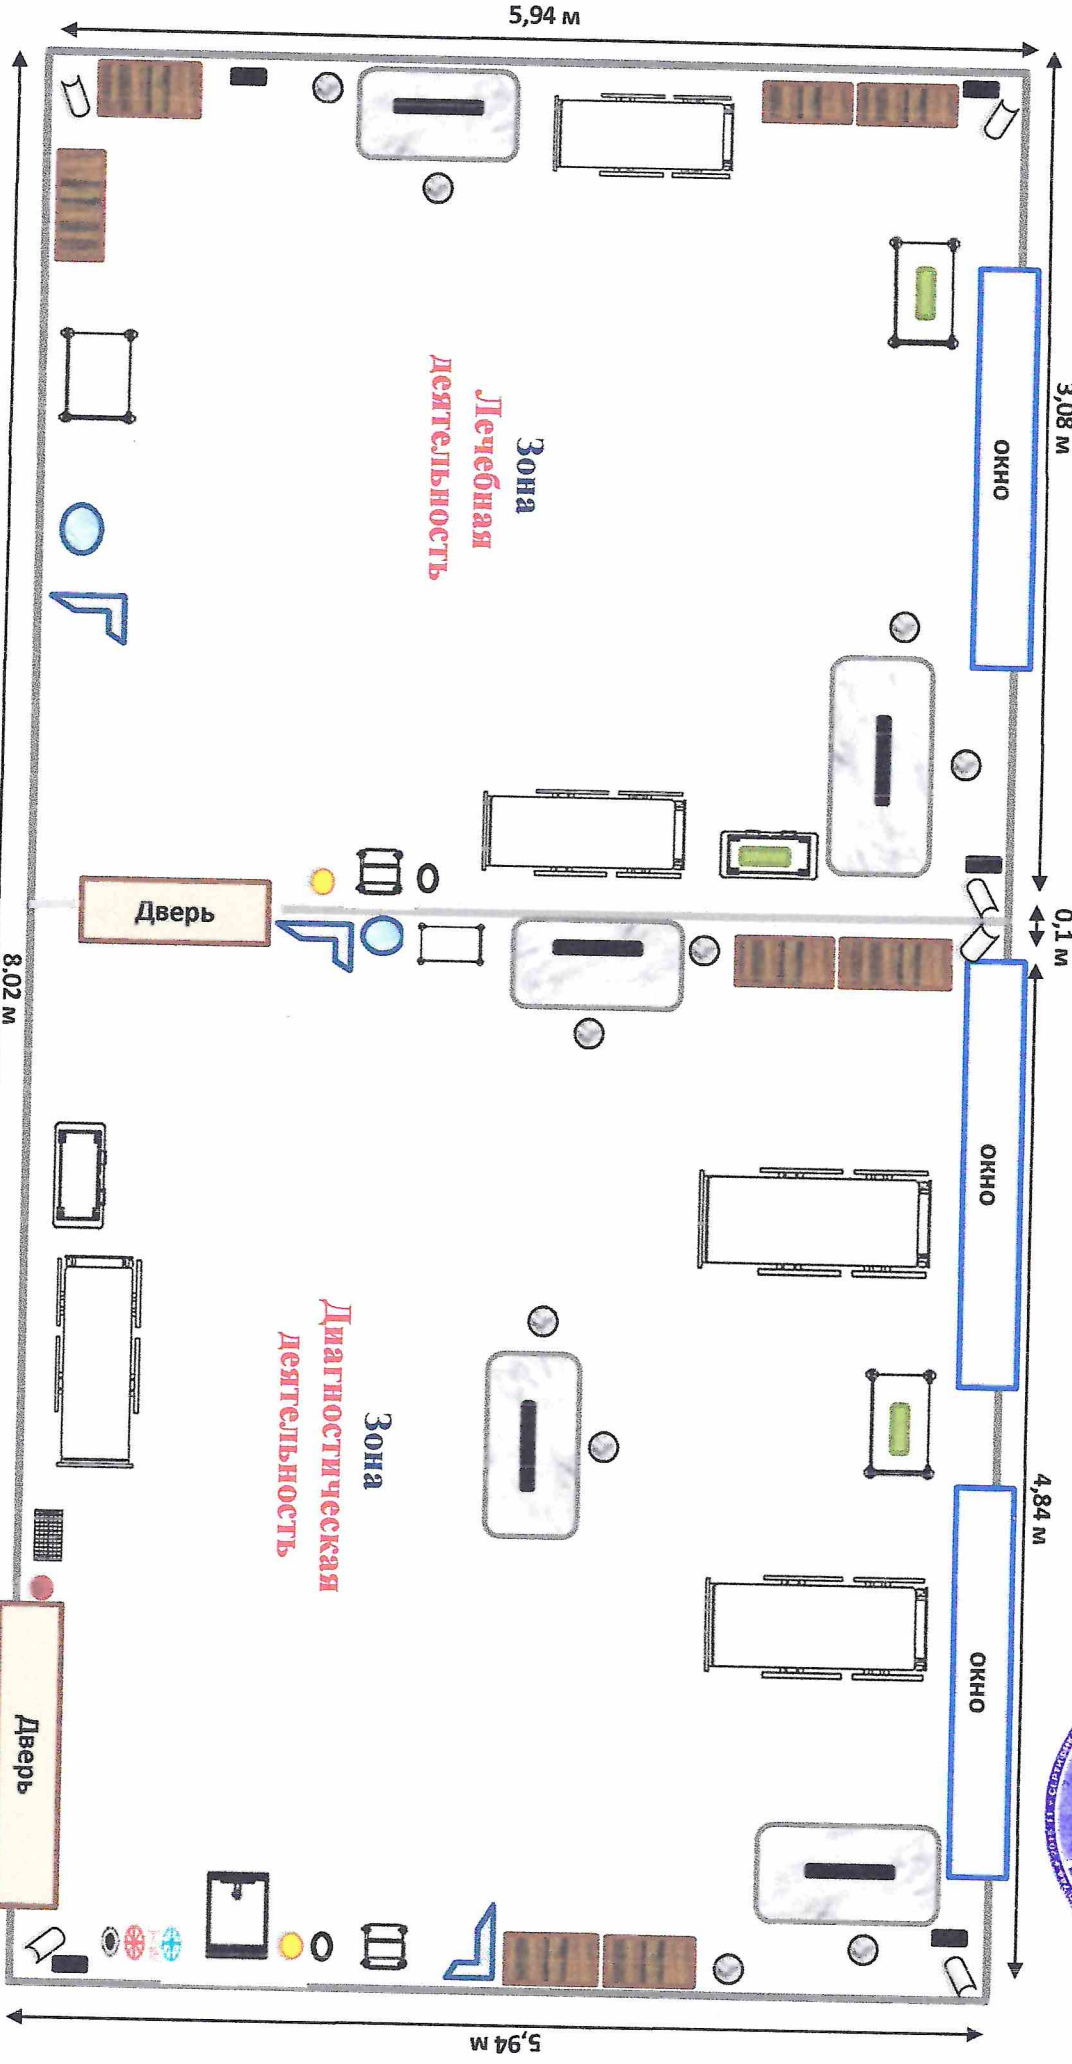 5,94 м
3,08 м
окно
Зона
Лечебная
деятельность
0,1 м
Дверь
8,02 м
окно
4,84 м
Зона
Диагностическая
деятельность
окно
Дверь
5,94 м